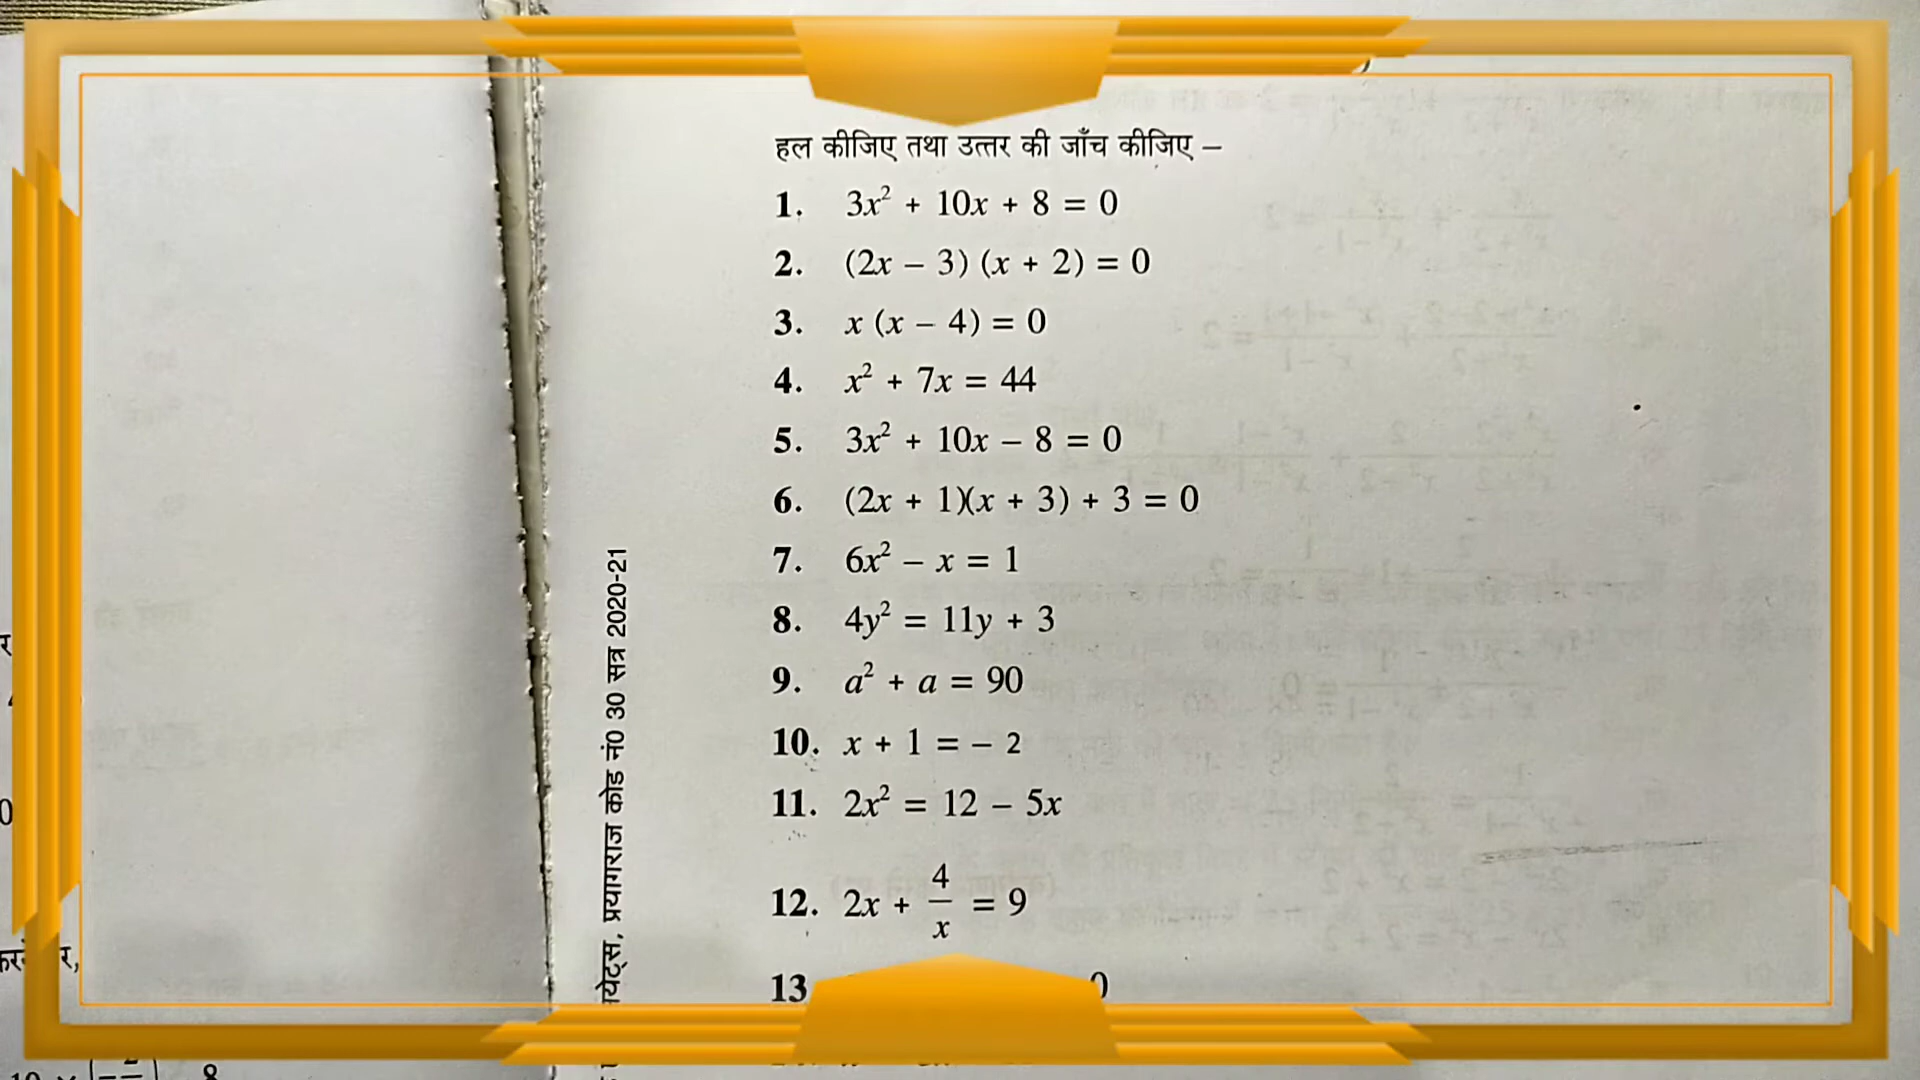 हल कीजिए तथा उत्तर की जाँच कीजिए –
1. 3x² + 10x + 8 = 0
2. (2x – 3) (x + 2) = 0
3. x (x – 4) = 0
4. x² + 7x = 44
5. 3x² + 10x – 8 = 0
6. (2x + 1)(x + 3) + 3 = 0
7. 6x² – x = 1
8. 4y² = 11y + 3
9. a² + a = 90
10. x + 1 = – 2
11. 2x² = 12 – 5x
12. 2x + 4/x = 9
13
प्रयागराज कोड नं0 30 सत्र 2020-21